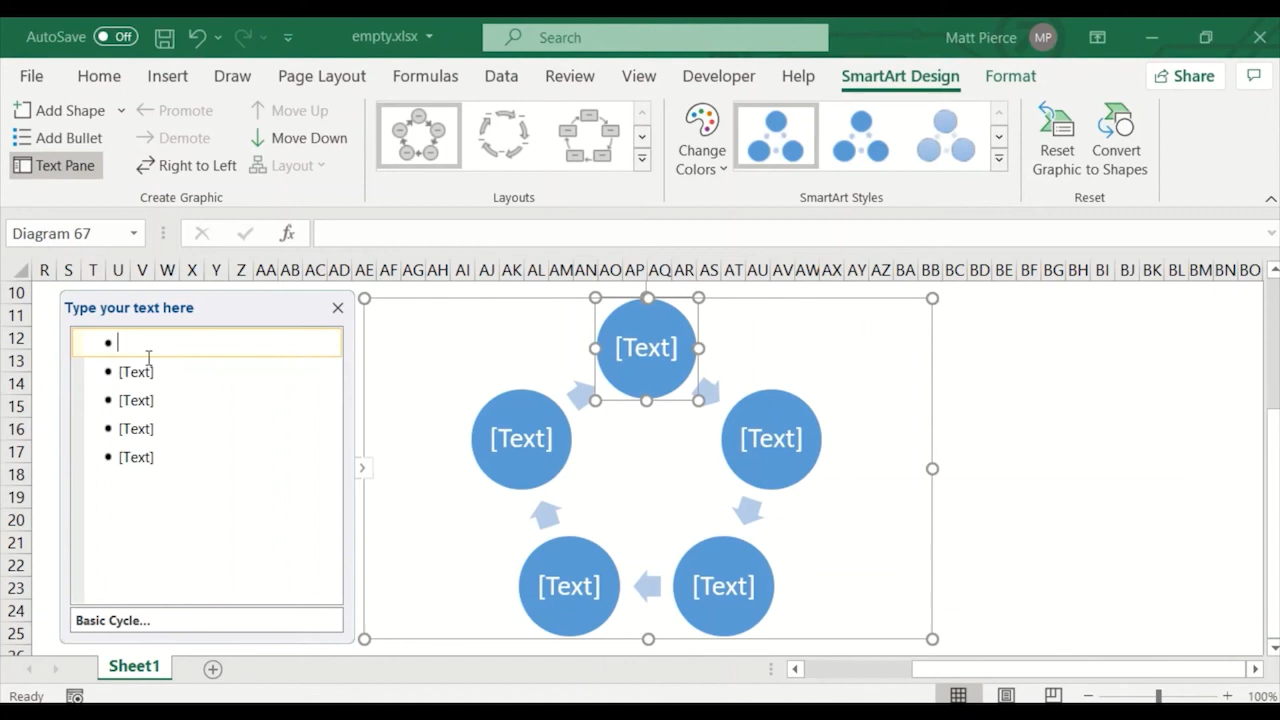 AutoSave Off empty.xlsx Search Matt Pierce MP
File Home Insert Draw Page Layout Formulas Data Review View Developer Help SmartArt Design Format Share
Add Shape Promote Move Up
Add Bullet Demote Move Down
Text Pane Right to Left Layout
Create Graphic
Layouts
Change Colors
SmartArt Styles
Reset Graphic
Convert to Shapes
Reset
Diagram 67 fx
R S T U V W X Y Z AA AB AC AD AE AF AG AH AI AJ AK AL AM AN AO AP AQ AR AS AT AU AV AW AX AY AZ BA BB BC BD BE BF BG BH BI BJ BK BL BM BN BO
10
11
12
13
14
15
16
17
18
19
20
21
22
23
24
25
26
Type your text here
[Text]
[Text]
[Text]
[Text]
Basic Cycle...
[Text]
[Text] [Text]
[Text] [Text]
Sheet1
Ready 100%